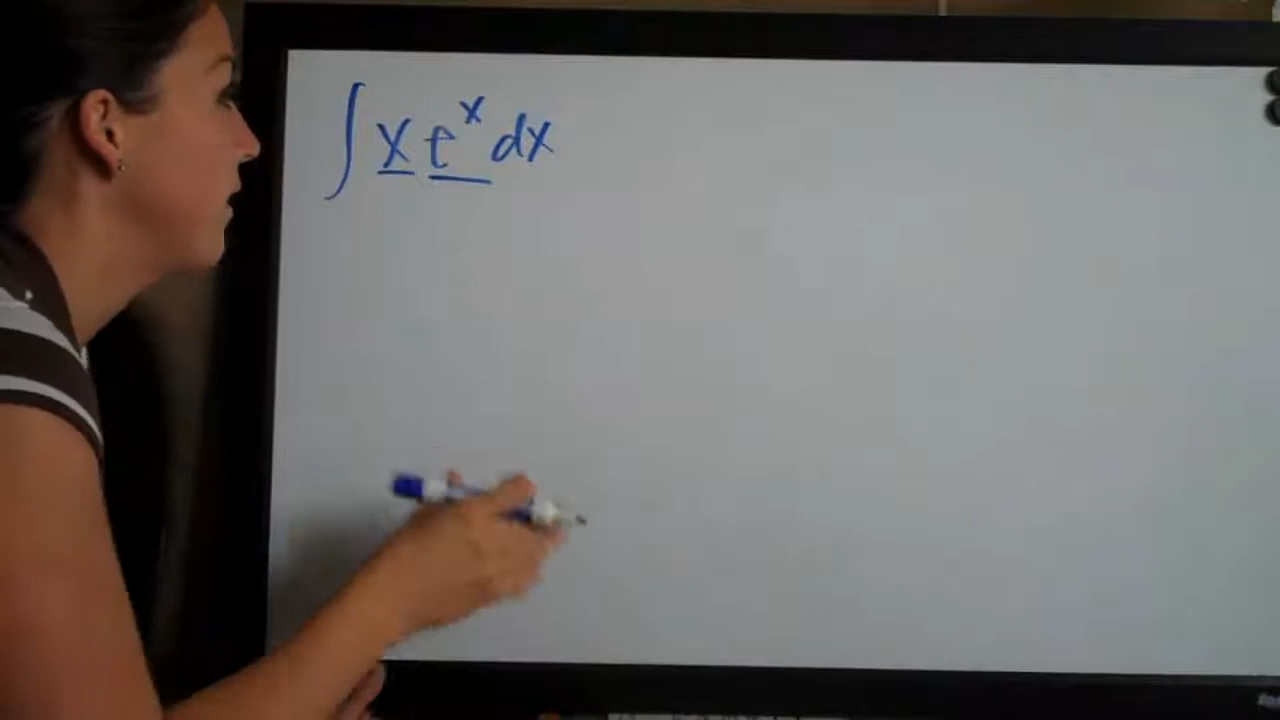 ∫ x e^x dx